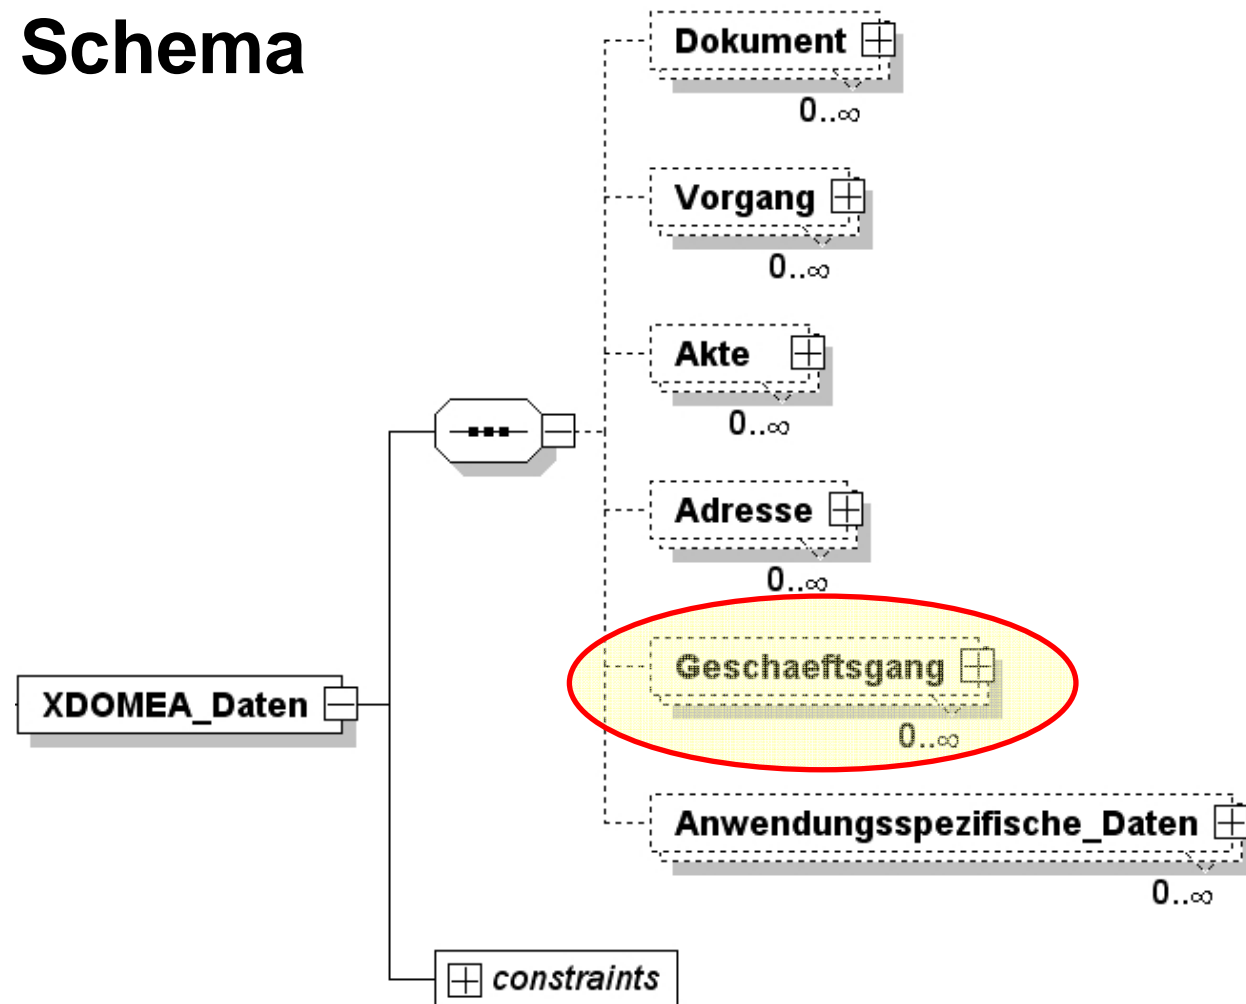 Schema
Dokument
0..∞
Vorgang
0..∞
Akte
0..∞
Adresse
0..∞
Geschaeftsgang
0..∞
XDOMEA_Daten
Anwendungsspezifische_Daten
0..∞
constraints